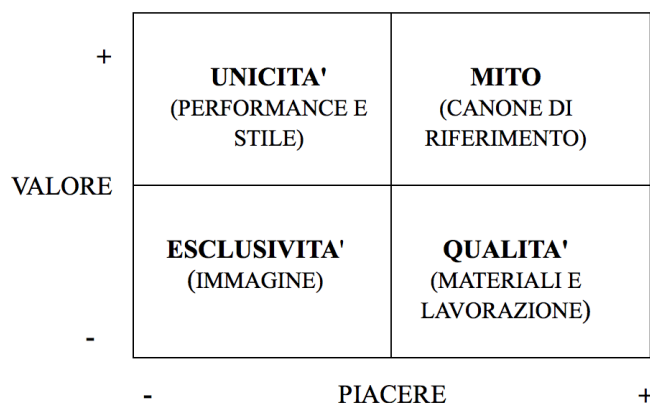 +
UNICITA'
(PERFORMANCE E
STILE)
MITO
(CANONE DI
RIFERIMENTO)
VALORE
ESCLUSIVITA'
(IMMAGINE)
QUALITA'
(MATERIALI E
LAVORAZIONE)
-
- PIACERE +